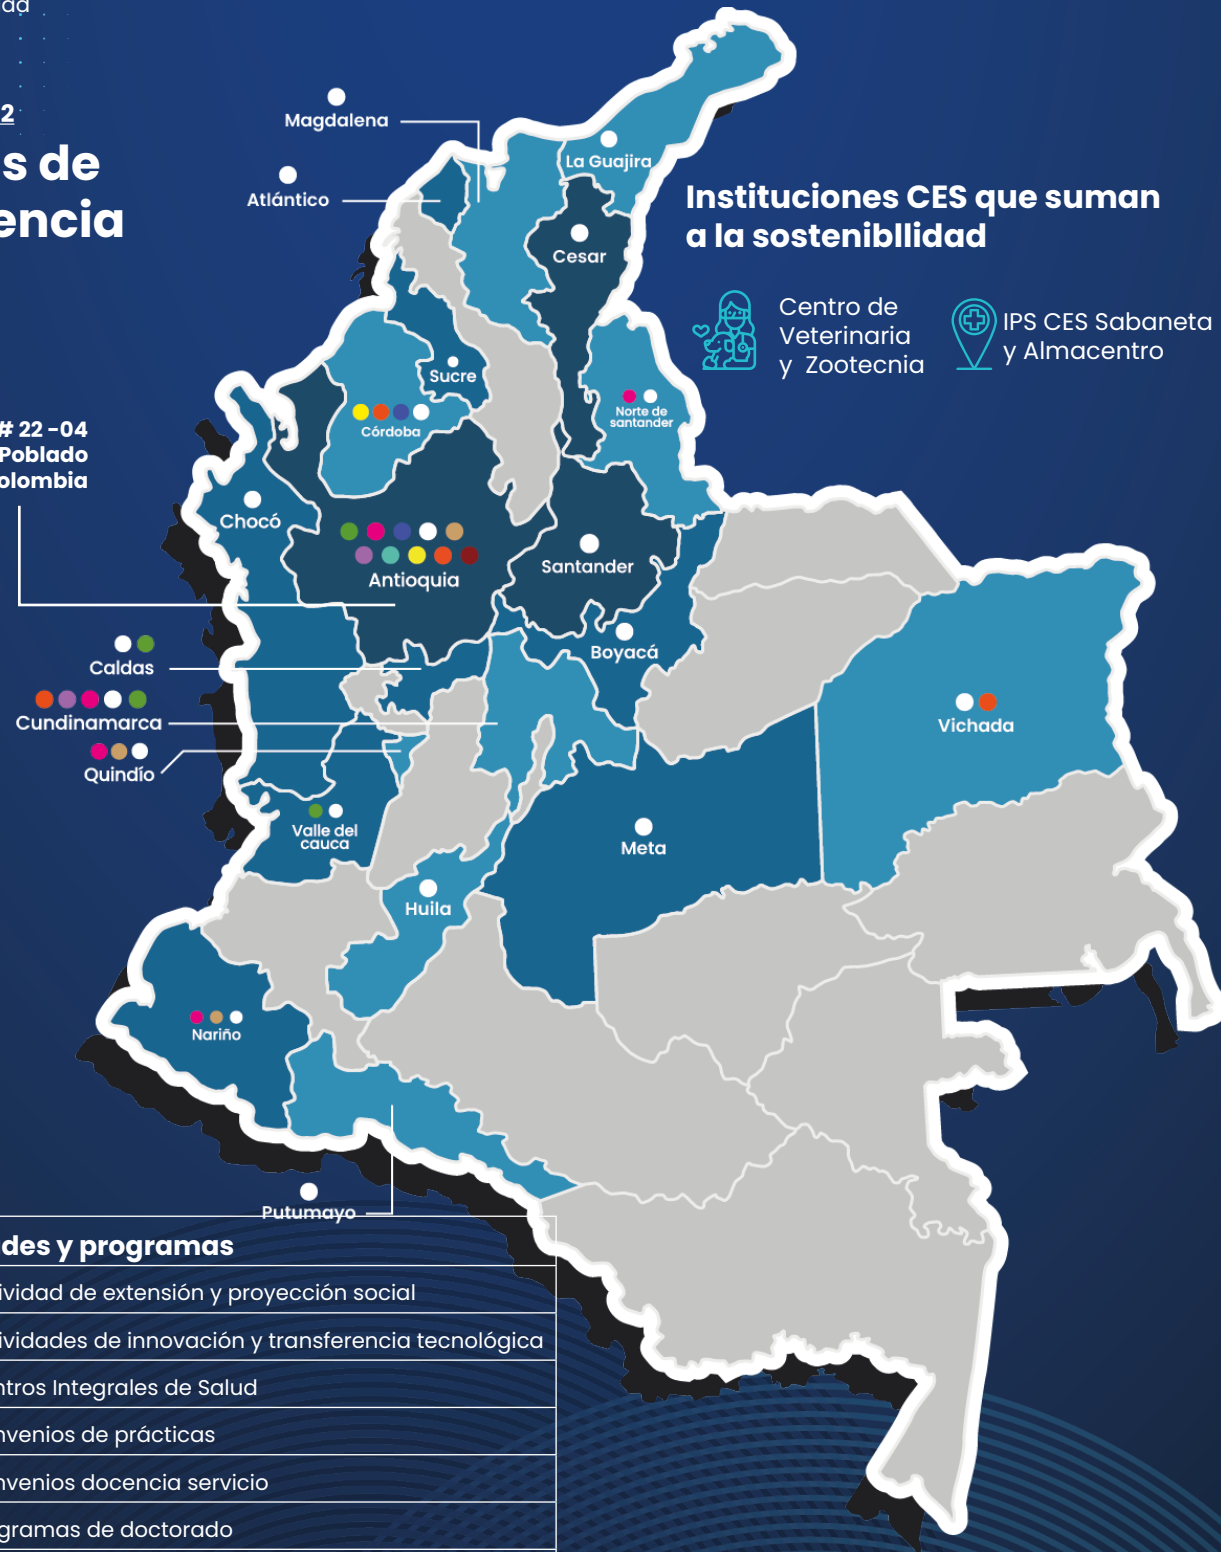 dad
2
s de
encia
# 22 -04
Poblado
olombia
Magdalena
Atlántico
La Guajira
Cesar
Instituciones CES que suman
a la sostenibllidad
Centro de
Veterinaria
y Zootecnia
IPS CES Sabaneta
y Almacentro
Sucre
Córdoba
Norte de
santander
Chocó
Antioquia
Santander
Boyacá
Caldas
Cundinamarca
Quindío
Vichada
Valle del
cauca
Meta
Huila
Nariño
Putumayo
des y programas
ividad de extensión y proyección social
ividades de innovación y transferencia tecnológica
ntros Integrales de Salud
nvenios de prácticas
nvenios docencia servicio
gramas de doctorado